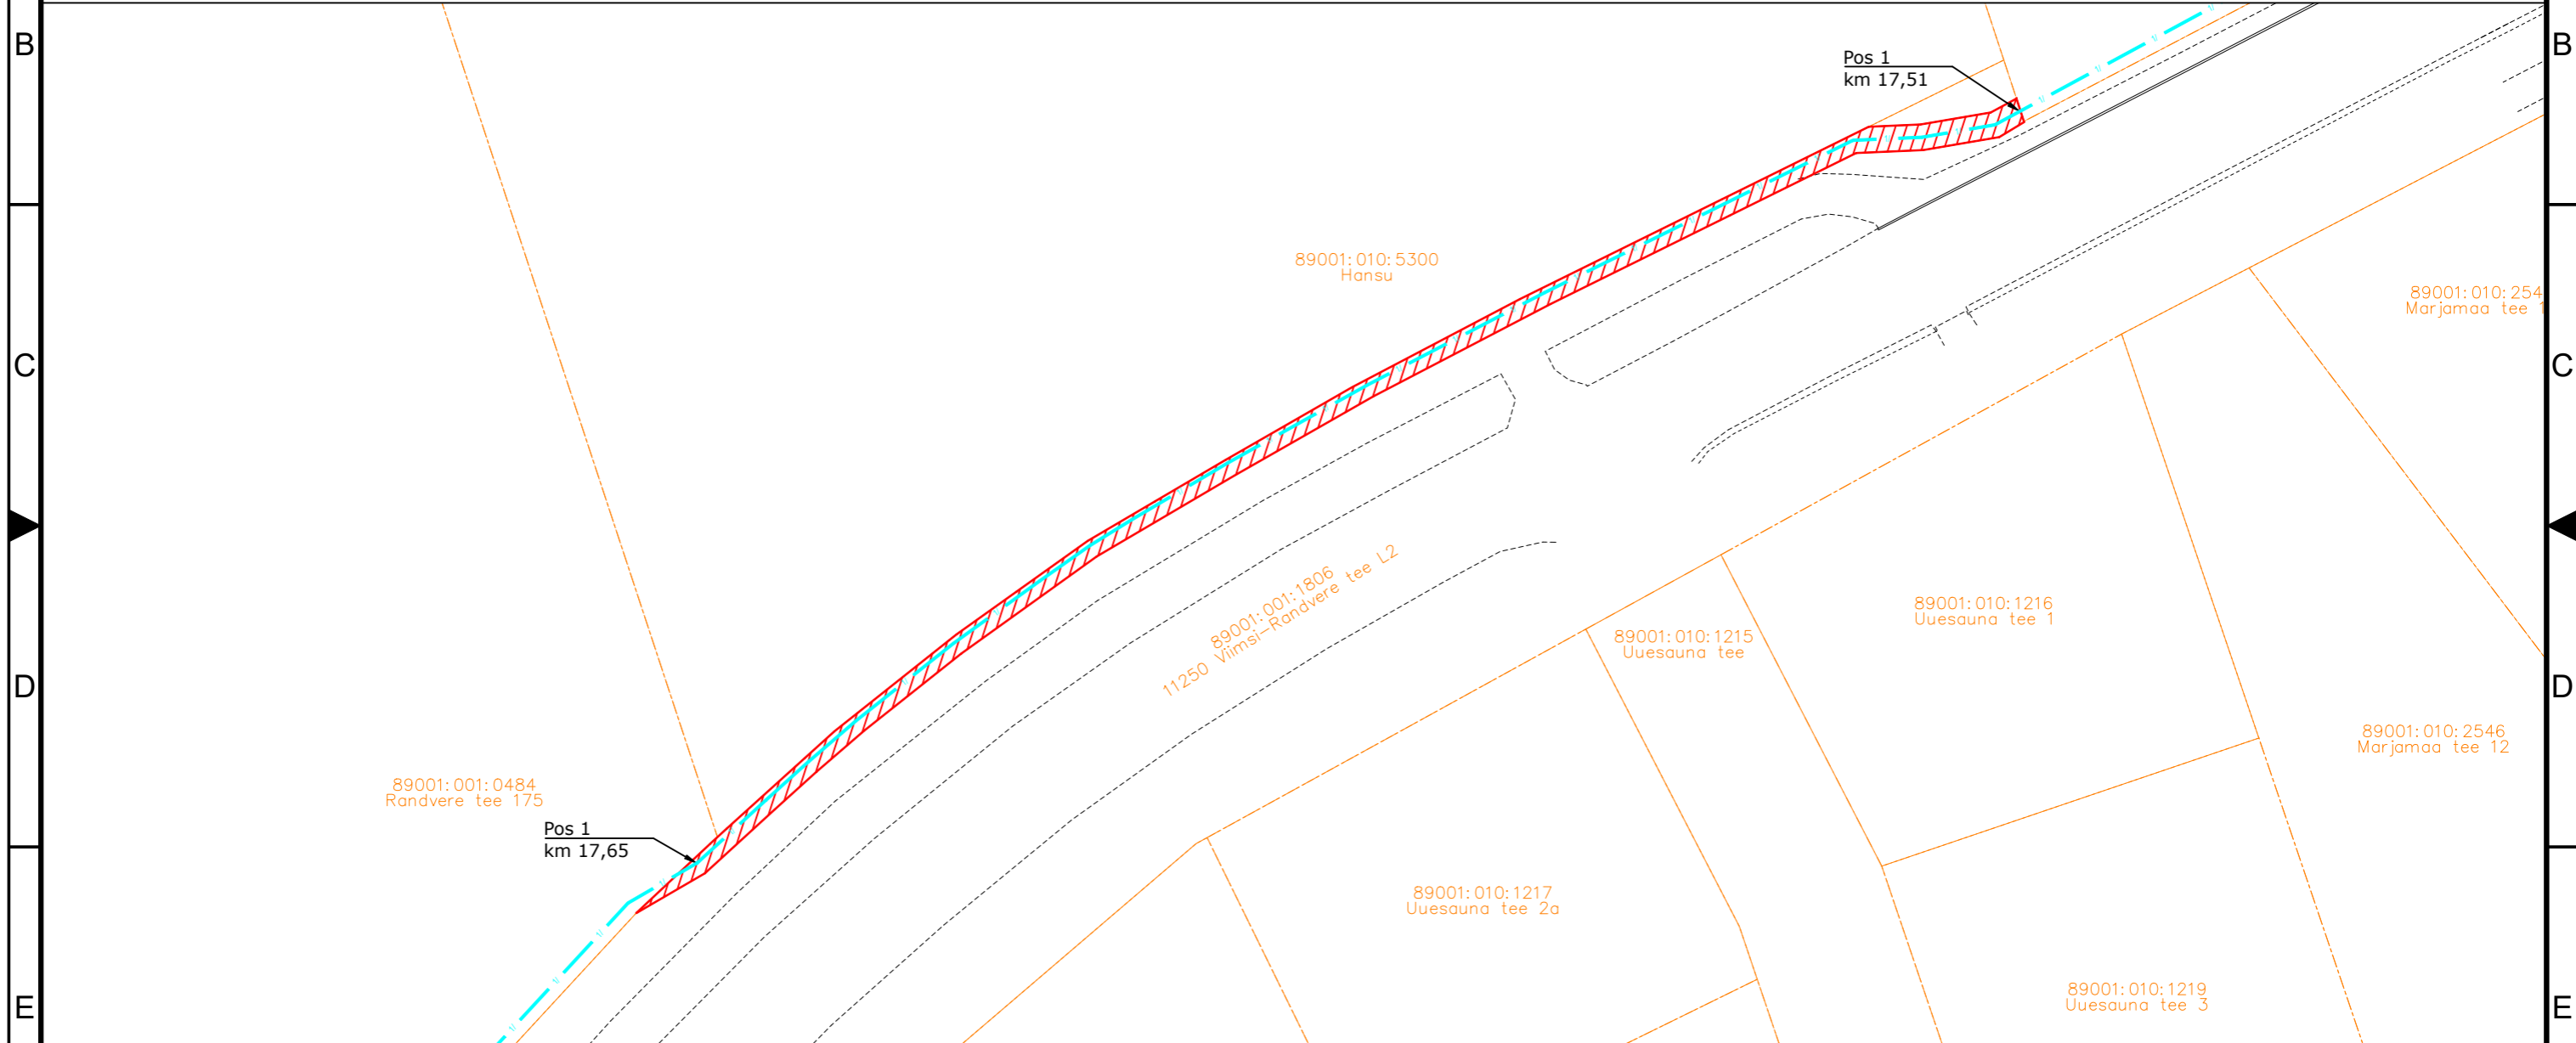 B
B
Pos 1
km 17,51
89001:010:5300
Hansu
89001:010:254
Marjamaa tee 1
C
C
89001:001:1806
11250 Viimsi-Randvere tee L2
89001:010:1215
Uuesauna tee
89001:010:1216
Uuesauna tee 1
D
D
89001:010:2546
Marjamaa tee 12
89001:001:0484
Randvere tee 175
Pos 1
km 17,65
89001:010:1217
Uuesauna tee 2a
89001:010:1219
Uuesauna tee 3
E
E